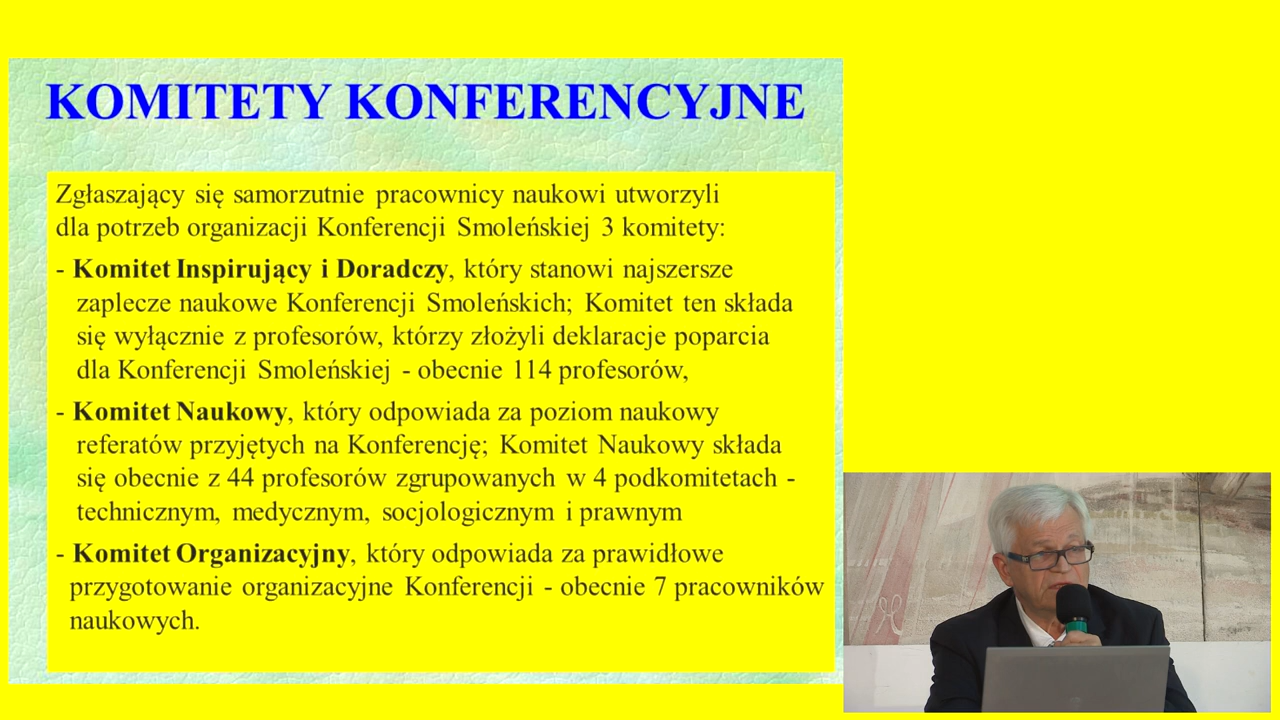 KOMITETY KONFERENCYJNE
Zgłaszający się samorzutnie pracownicy naukowi utworzyli
dla potrzeb organizacji Konferencji Smoleńskiej 3 komitety:
- Komitet Inspirujący i Doradczy, który stanowi najszersze
zaplecze naukowe Konferencji Smoleńskich; Komitet ten składa
się wyłącznie z profesorów, którzy złożyli deklaracje poparcia
dla Konferencji Smoleńskiej - obecnie 114 profesorów,
- Komitet Naukowy, który odpowiada za poziom naukowy
referatów przyjętych na Konferencję; Komitet Naukowy składa
się obecnie z 44 profesorów zgrupowanych w 4 podkomitetach -
technicznym, medycznym, socjologicznym i prawnym
- Komitet Organizacyjny, który odpowiada za prawidłowe
przygotowanie organizacyjne Konferencji - obecnie 7 pracowników
naukowych.